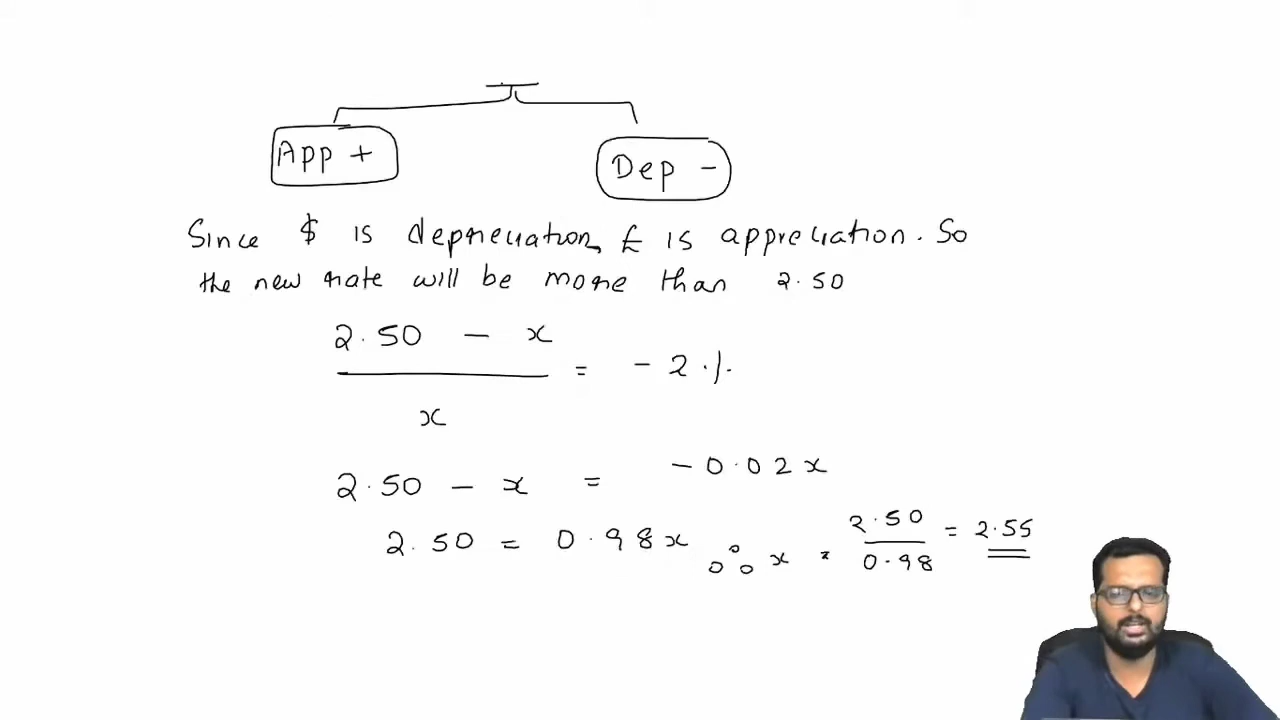 App +
Dep -
Since $ is depreciation, £ is appreciation. So
the new rate will be more than 2.50
2.50 - x
= - 2 %
x
2.50 - x = - 0.02 x
2.50 = 0.98x ∴ x = 2.50 / 0.98 = 2.55